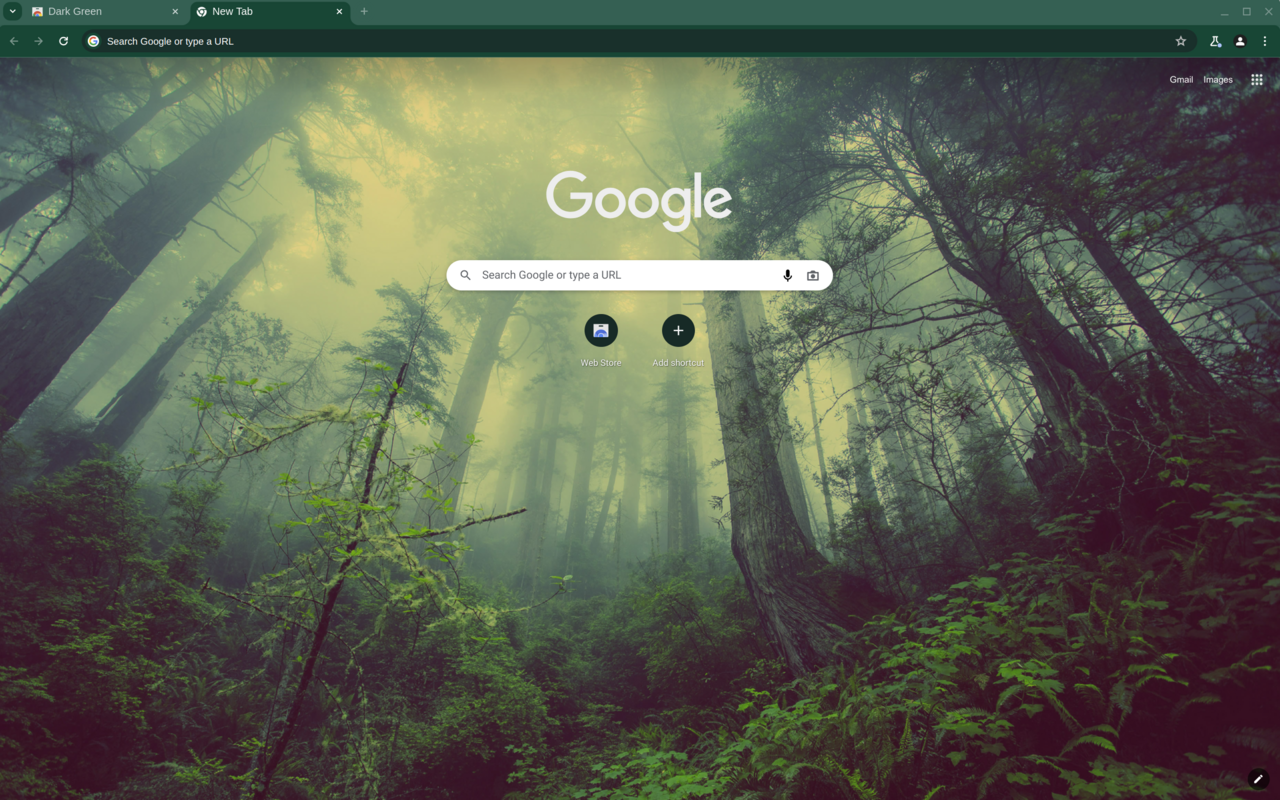 Dark Green
New Tab
Search Google or type a URL
Gmail Images
Google
Search Google or type a URL
Web Store
Add shortcut